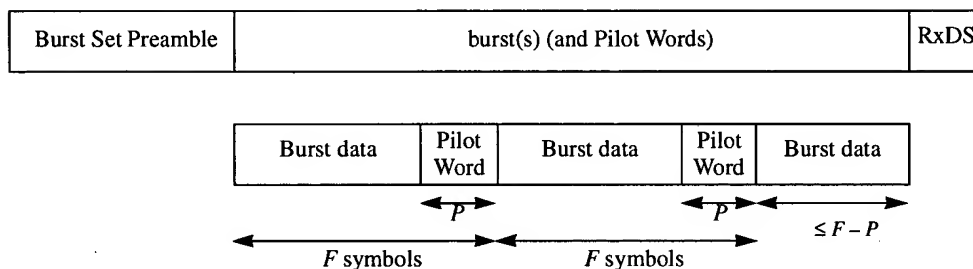 Burst Set Preamble
burst(s) (and Pilot Words)
RxDS
Burst data
Pilot
Word
Burst data
Pilot
Word
Burst data
P
P
≤ F – P
F symbols
F symbols